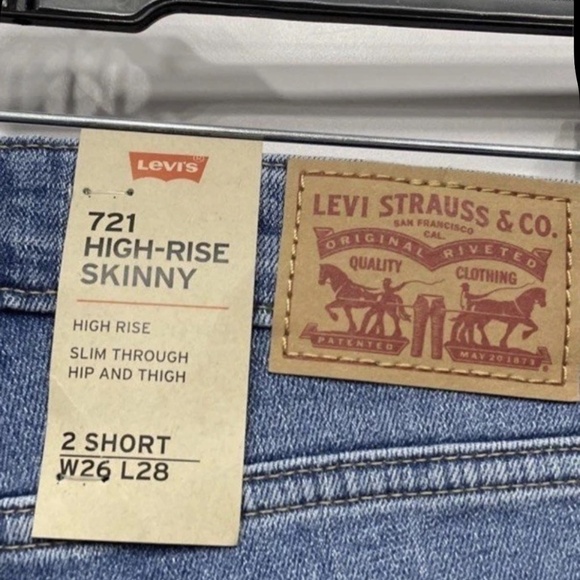 Levi's
721
HIGH-RISE
SKINNY
HIGH RISE
SLIM THROUGH
HIP AND THIGH
2 SHORT
W26 L28
LEVI STRAUSS & CO.
SAN FRANCISCO
CAL.
ORIGINAL RIVETED
QUALITY CLOTHING
PATENTED MAY 20 1873